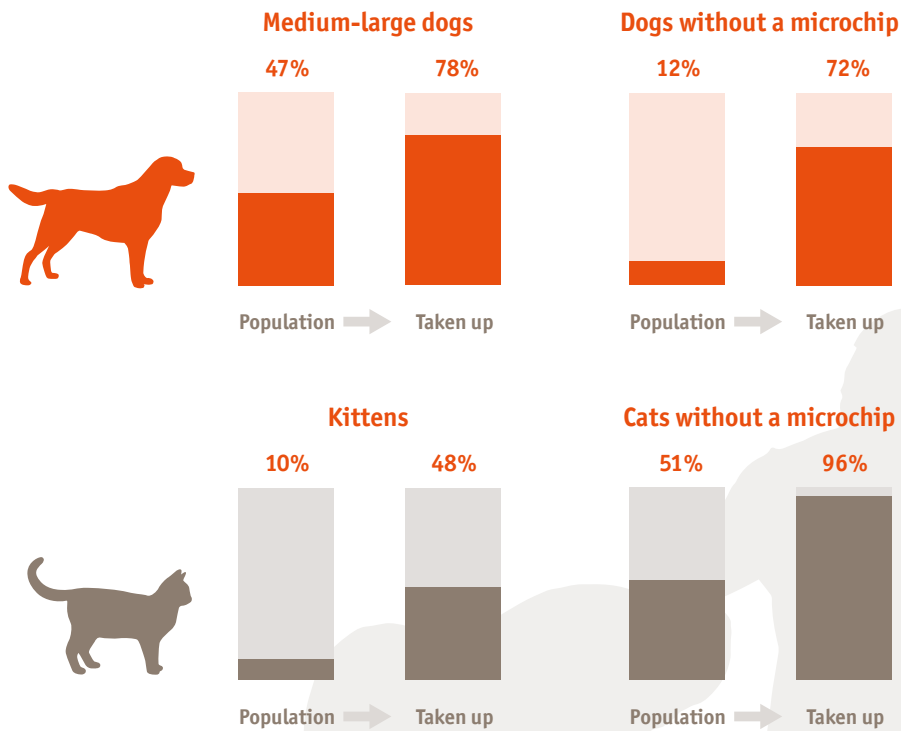 Medium-large dogs
Dogs without a microchip
47%
78%
12%
72%
Population
Taken up
Population
Taken up
Kittens
Cats without a microchip
10%
48%
51%
96%
Population
Taken up
Population
Taken up